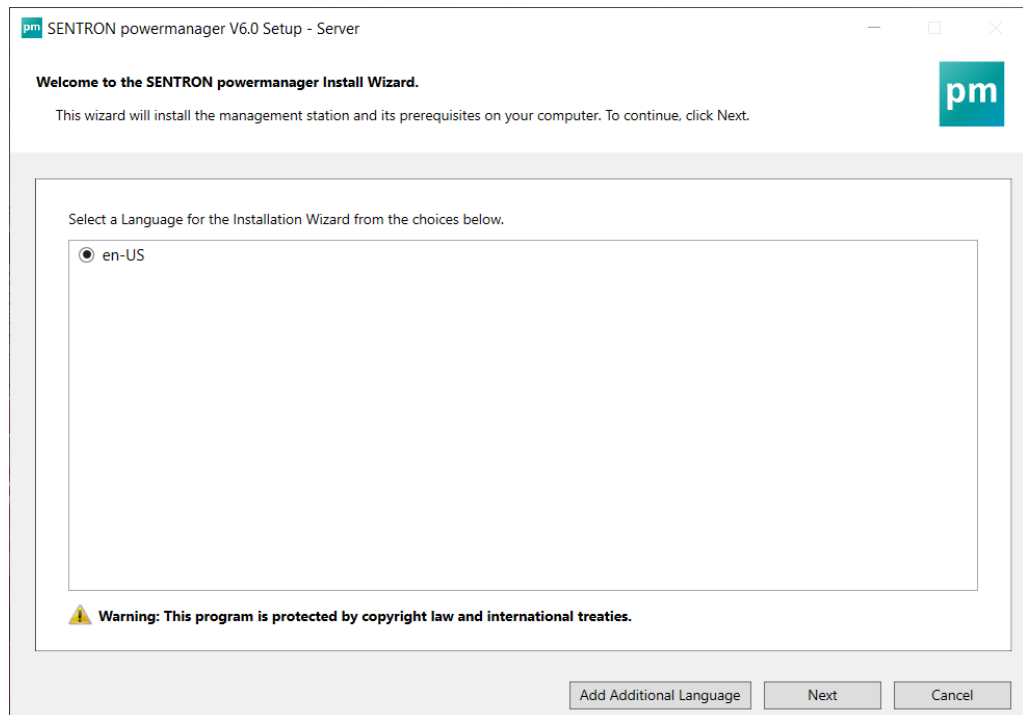 pm SENTRON powermanager V6.0 Setup - Server
Welcome to the SENTRON powermanager Install Wizard.
pm
This wizard will install the management station and its prerequisites on your computer. To continue, click Next.
Select a Language for the Installation Wizard from the choices below.
en-US
Warning: This program is protected by copyright law and international treaties.
Add Additional Language Next Cancel